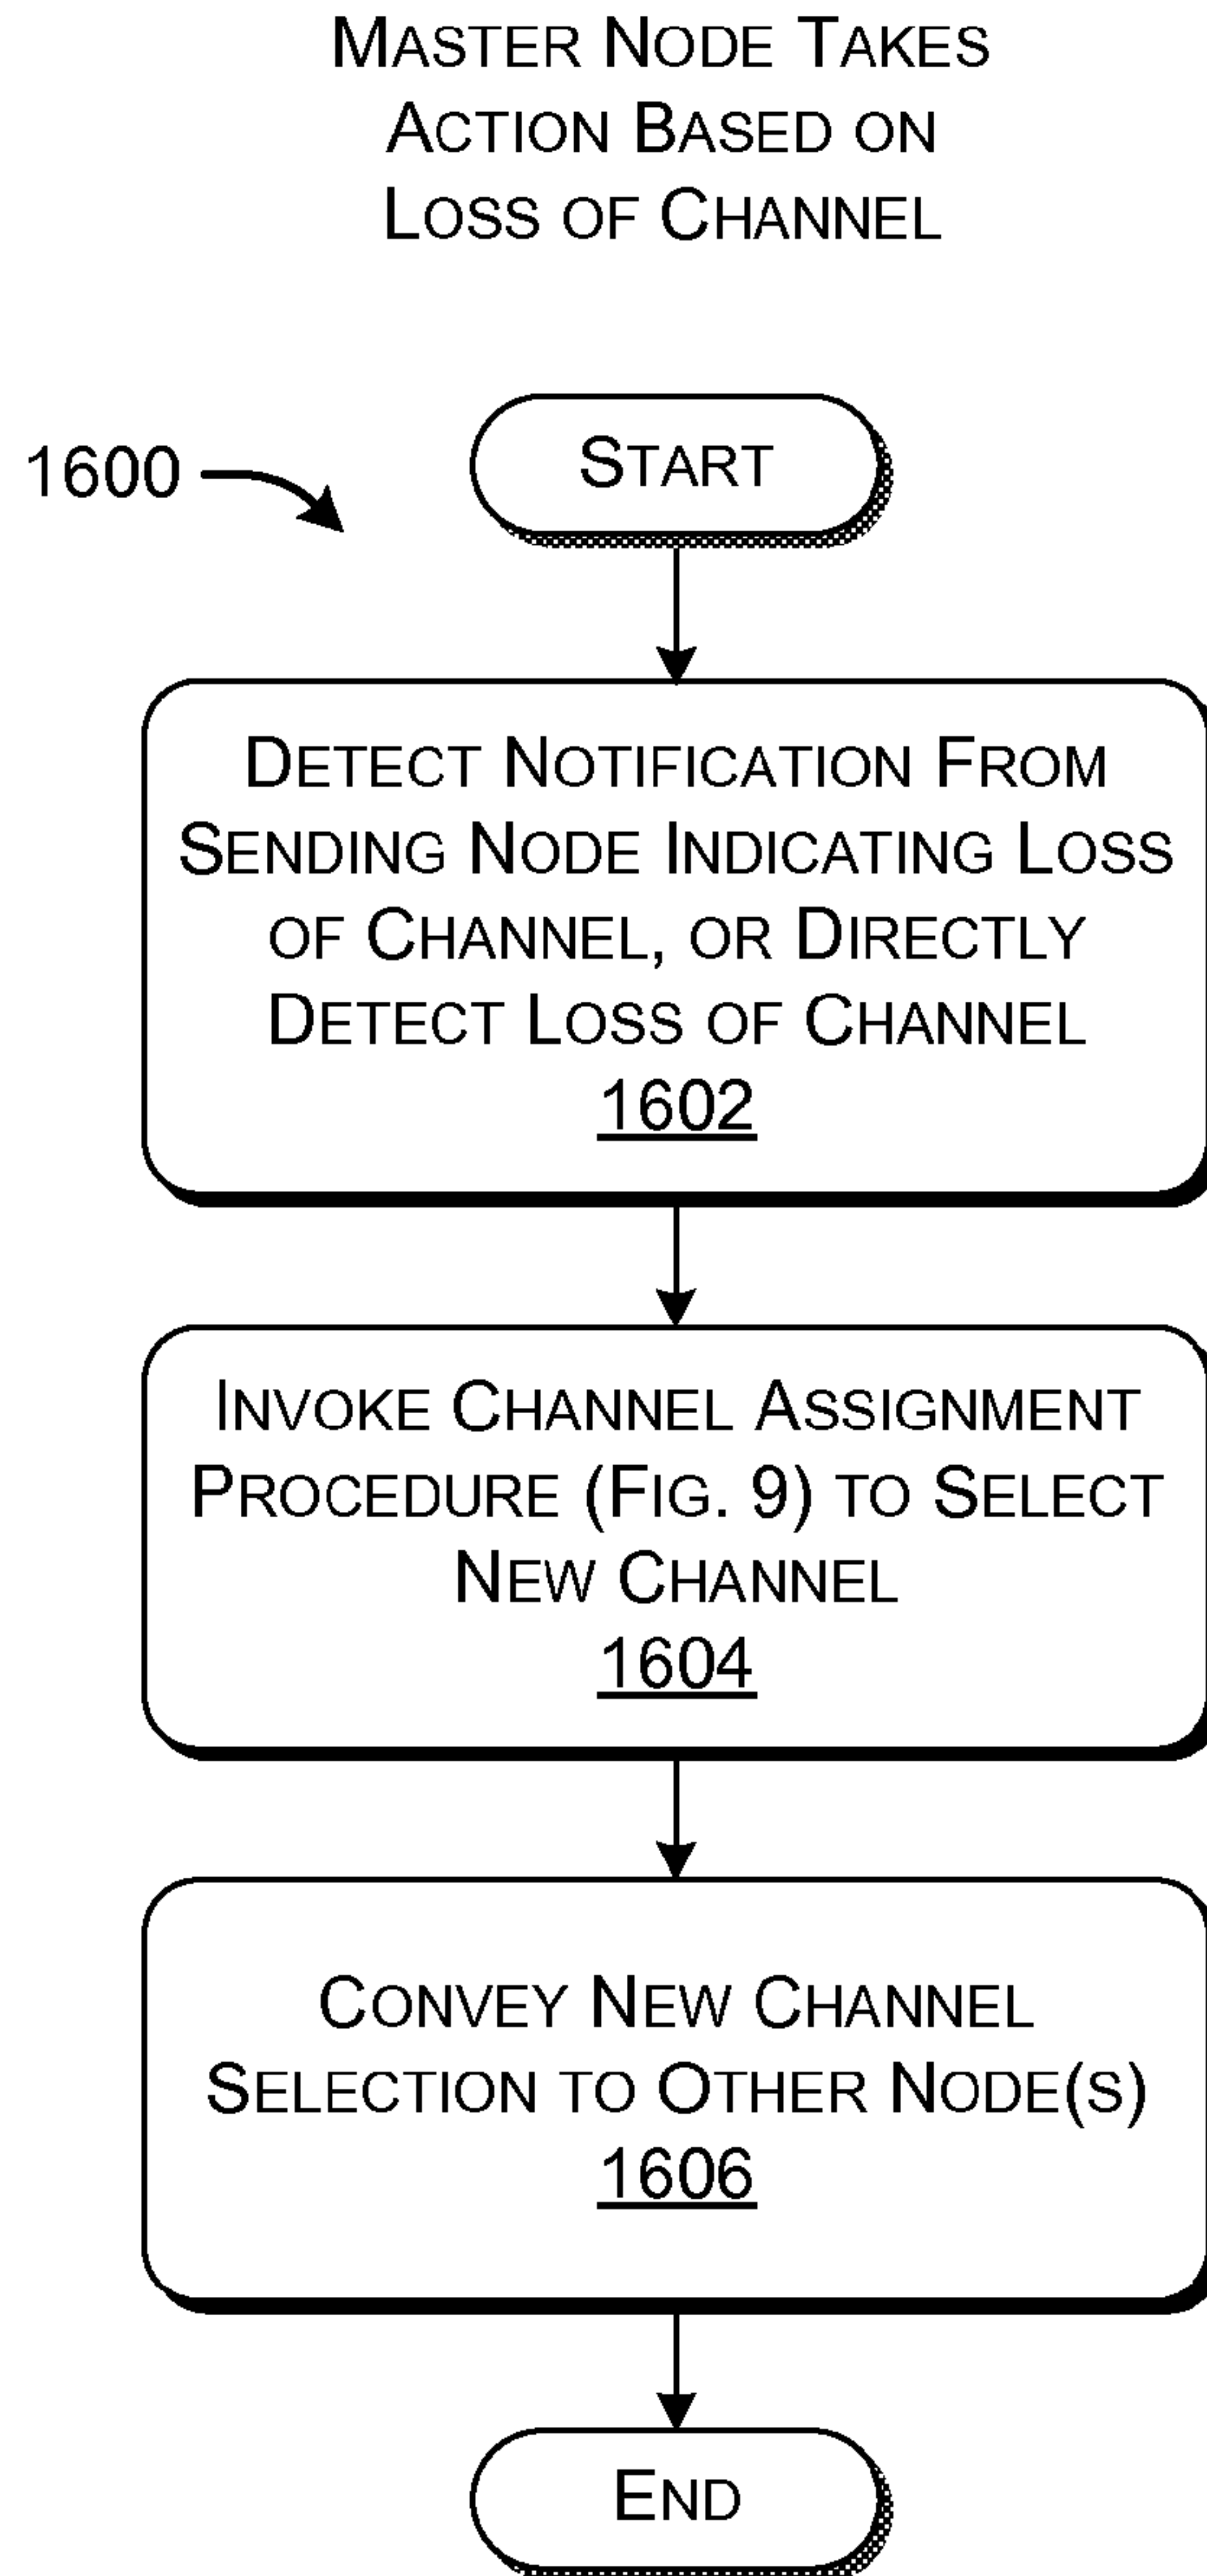 MASTER NODE TAKES
ACTION BASED ON
LOSS OF CHANNEL
1600
START
DETECT NOTIFICATION FROM
SENDING NODE INDICATING LOSS
OF CHANNEL, OR DIRECTLY
DETECT LOSS OF CHANNEL
1602
INVOKE CHANNEL ASSIGNMENT
PROCEDURE (FIG. 9) TO SELECT
NEW CHANNEL
1604
CONVEY NEW CHANNEL
SELECTION TO OTHER NODE(S)
1606
END